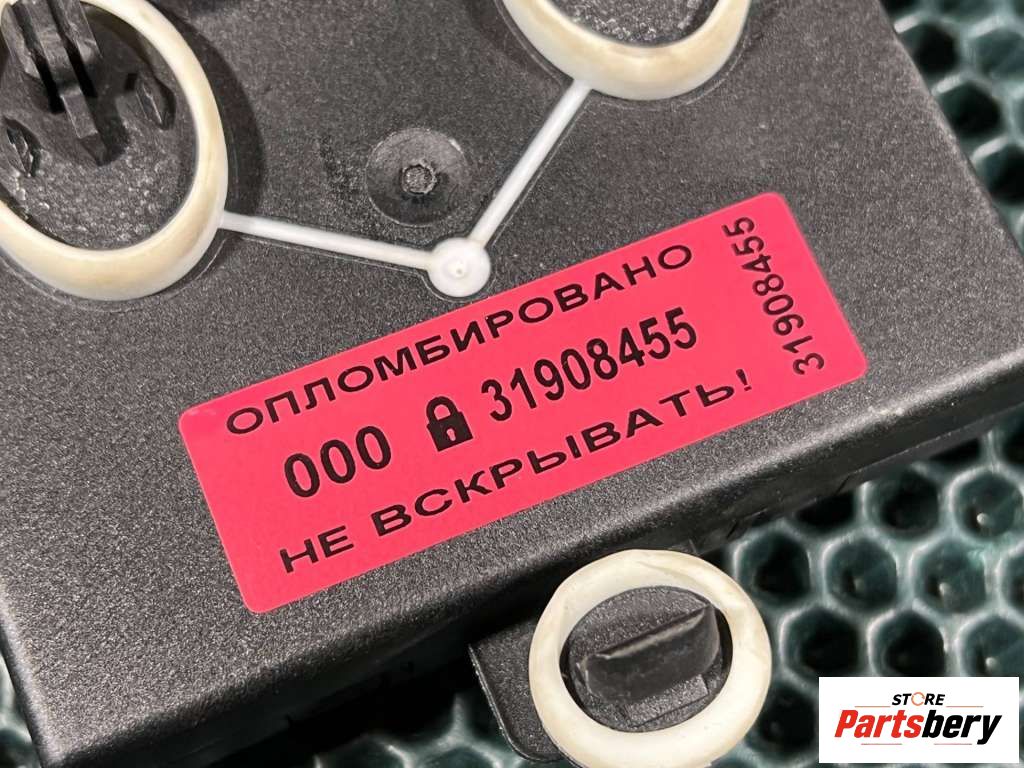 ОПЛОМБИРОВАНО
000 31908455
НЕ ВСКРЫВАТЬ!
31908455
STORE
Partsbery